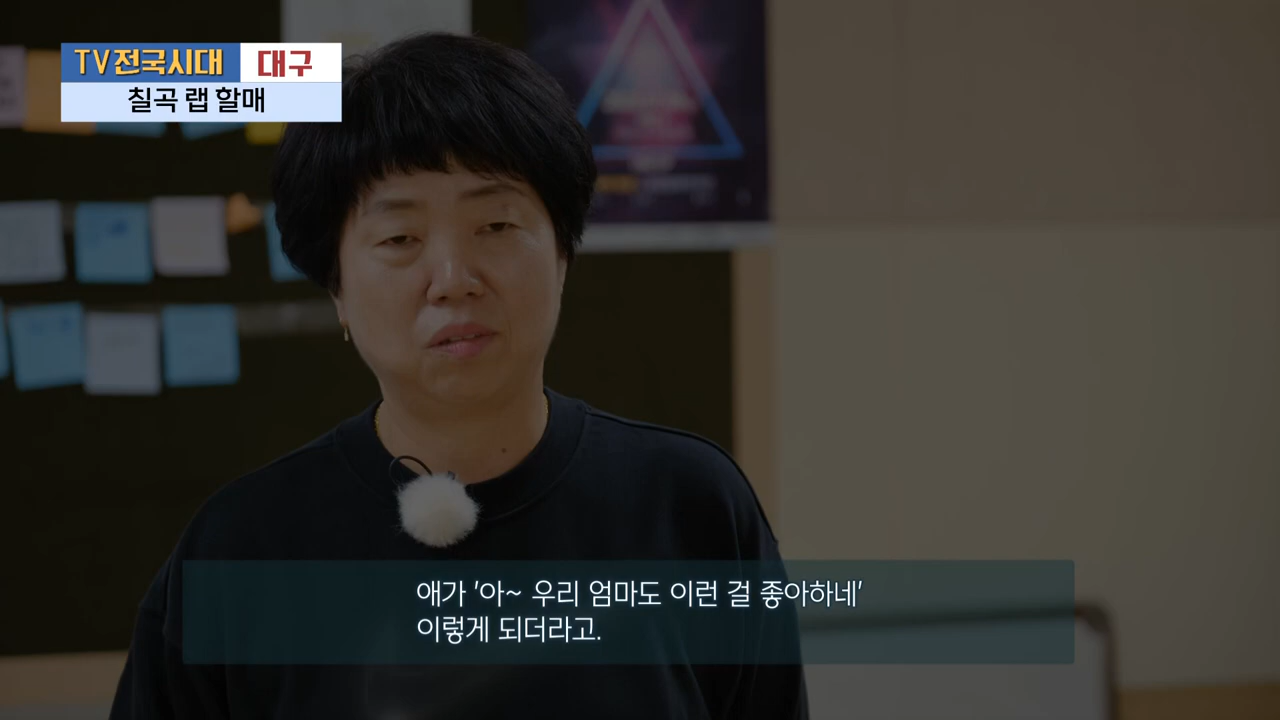 TV전국시대 대구
칠곡 랩 할매
애가 '아~ 우리 엄마도 이런 걸 좋아하네'
이렇게 되더라고.